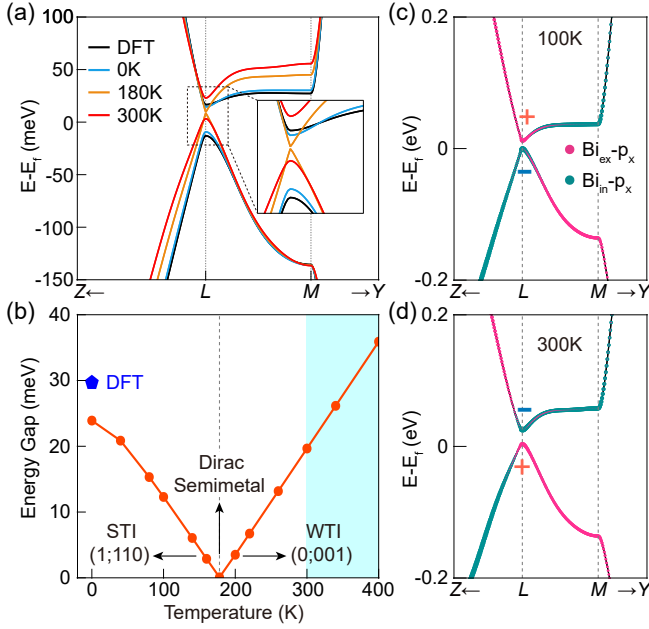 (a)
E-E_f (meV)
100
50
0
-50
-100
-150
DFT
0K
180K
300K
Z← L M →Y
(b)
Energy Gap (meV)
40
30
20
10
0
DFT
Dirac
Semimetal
STI
(1;110)
WTI
(0;001)
0 100 200 300 400
Temperature (K)
(c)
E-E_f (eV)
0.2
0
-0.2
100K
+
Bi_ex-p_x
Bi_in-p_x
−
Z← L M →Y
(d)
E-E_f (eV)
0.2
0
-0.2
300K
−
+
Z← L M →Y